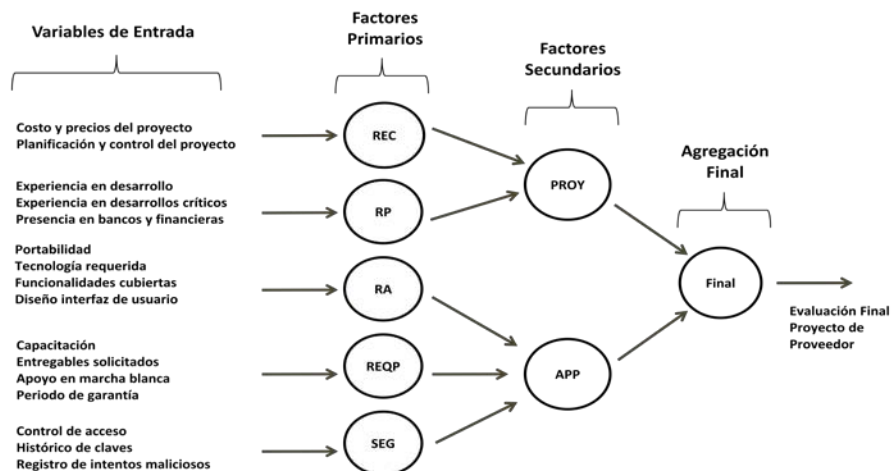 Variables de Entrada
Factores
Primarios
Factores
Secundarios
Agregación
Final
Costo y precios del proyecto
Planificación y control del proyecto
REC
Experiencia en desarrollo
Experiencia en desarrollos críticos
Presencia en bancos y financieras
RP
PROY
Portabilidad
Tecnología requerida
Funcionalidades cubiertas
Diseño interfaz de usuario
RA
Final
Evaluación Final
Proyecto de
Proveedor
Capacitación
Entregables solicitados
Apoyo en marcha blanca
Periodo de garantía
REQP
APP
Control de acceso
Histórico de claves
Registro de intentos maliciosos
SEG